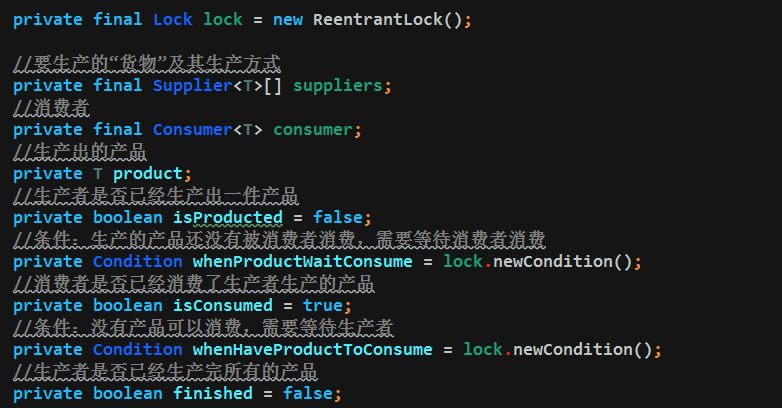 private final Lock lock = new ReentrantLock();
//要生产的“货物”及其生产方式
private final Supplier<T>[] suppliers;
//消费者
private final Consumer<T> consumer;
//生产出的产品
private T product;
//生产者是否已经生产出一件产品
private boolean isProducted = false;
//条件：生产的产品还没有被消费者消费，需要等待消费者消费
private Condition whenProductWaitConsume = lock.newCondition();
//消费者是否已经消费了生产者生产的产品
private boolean isConsumed = true;
//条件：没有产品可以消费，需要等待生产者
private Condition whenHaveProductToConsume = lock.newCondition();
//生产者是否已经生产完所有的产品
private boolean finished = false;